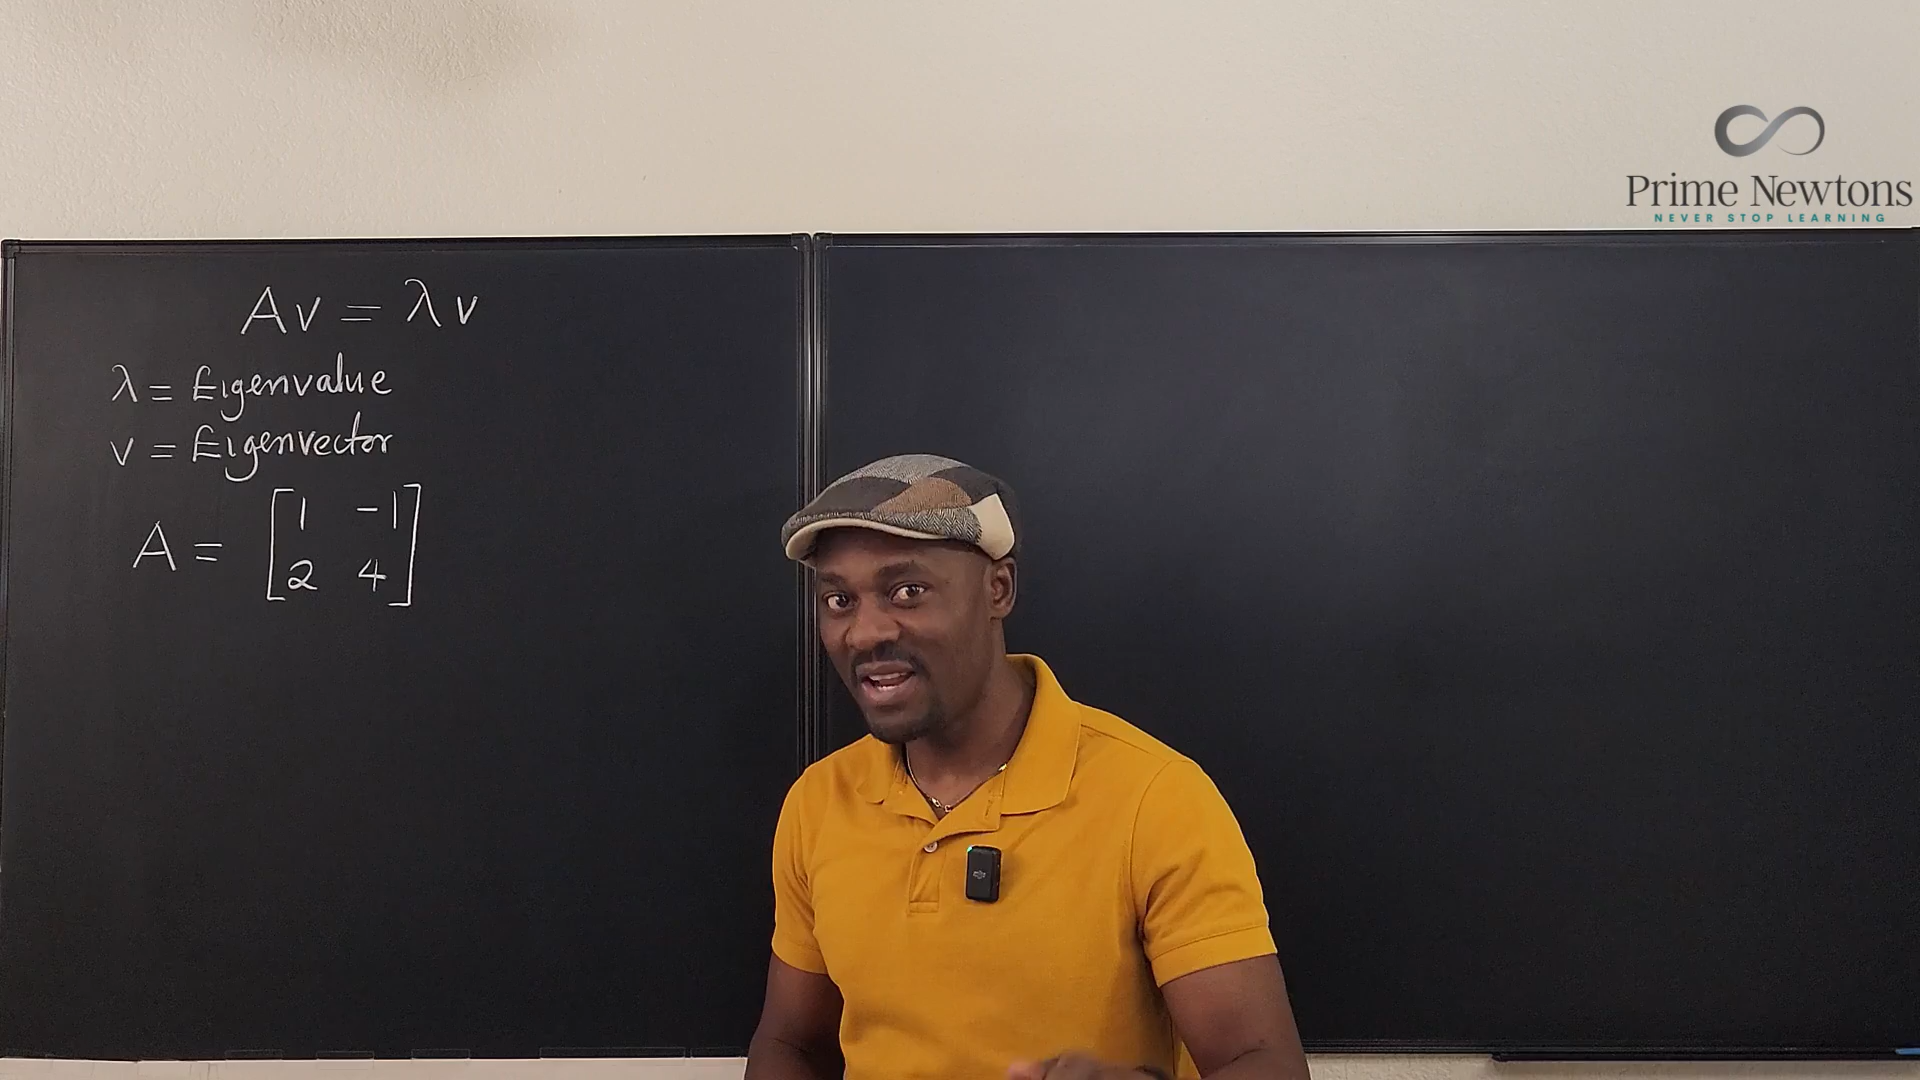 Prime Newtons
NEVER STOP LEARNING
Av = λv
λ = Eigenvalue
v = Eigenvector
A = [1 -1
2 4]